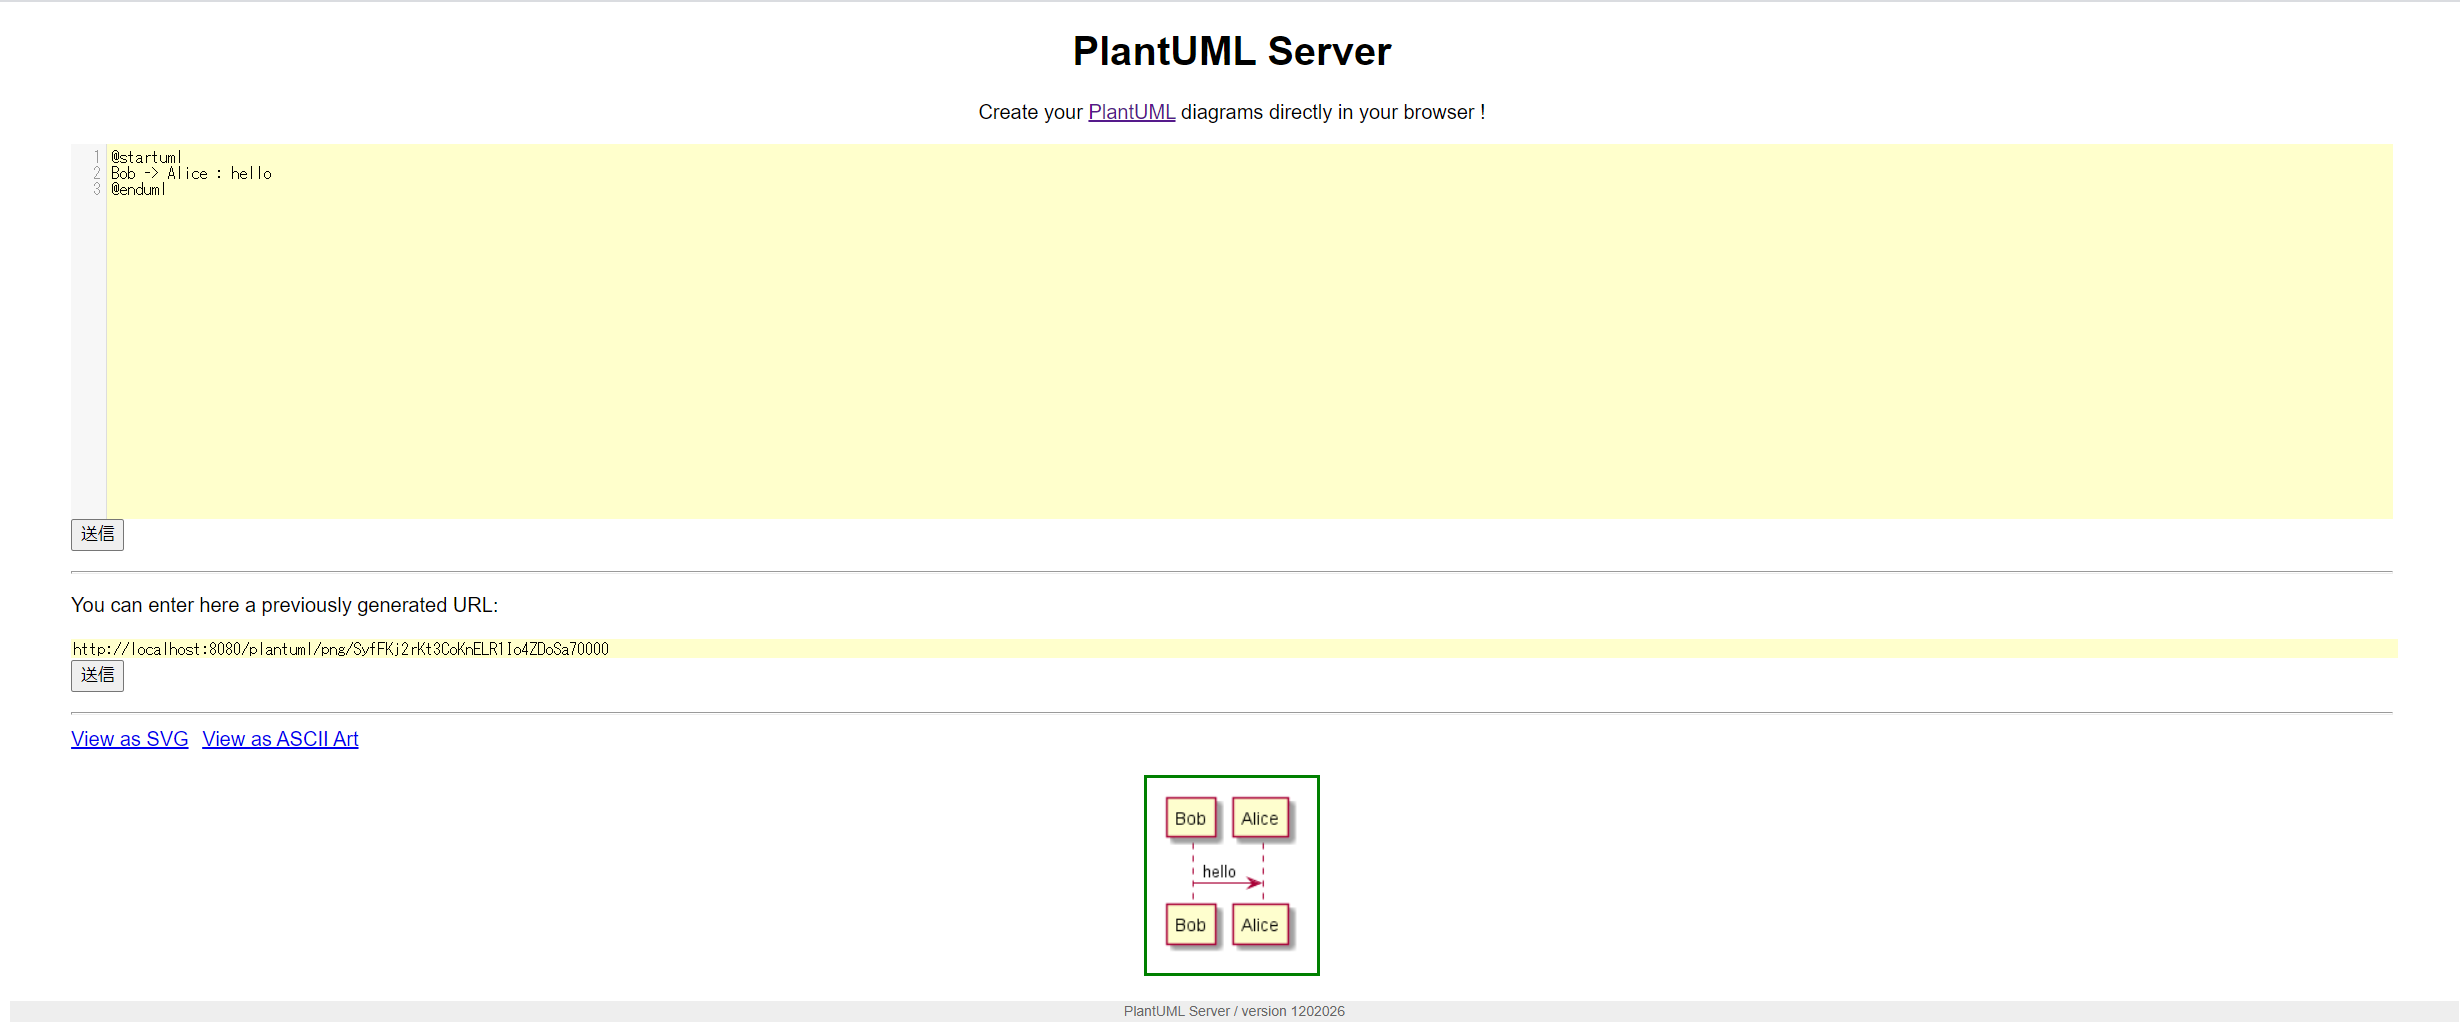 PlantUML Server
Create your PlantUML diagrams directly in your browser !
1 @startuml
2 Bob -> Alice : hello
3 @enduml
送信
You can enter here a previously generated URL:
http://localhost:8080/plantuml/png/SyfFKj2rKt3CoKnELR1Io4ZDoSa70000
送信
View as SVG View as ASCII Art
Bob Alice
hello
Bob Alice
PlantUML Server / version 1202026